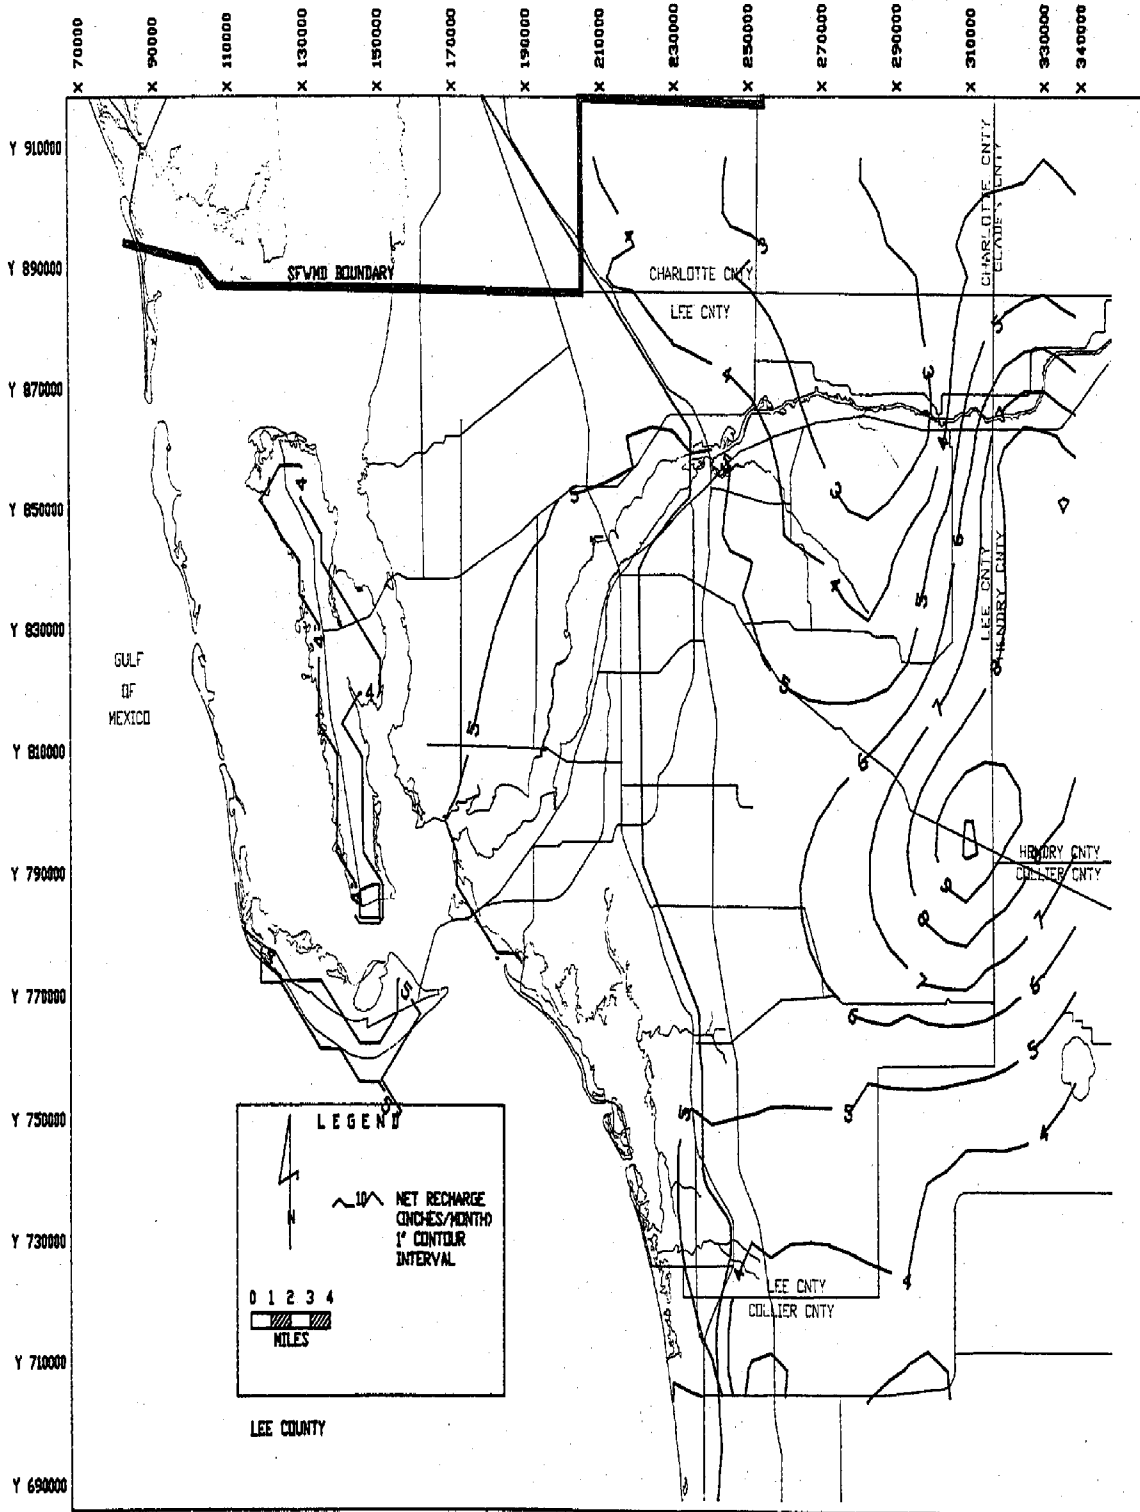 X 70000
X 90000
X 110000
X 130000
X 150000
X 170000
X 190000
X 210000
X 230000
X 250000
X 270000
X 290000
X 310000
X 330000
X 340000
Y 910000
Y 890000
Y 870000
Y 850000
Y 830000
Y 810000
Y 790000
Y 770000
Y 750000
Y 730000
Y 710000
Y 690000
SFWMD BOUNDARY
CHARLOTTE CNTY
LEE CNTY
CHARLOTTE CNTY
GLADES CNTY
LEE CNTY
HENDRY CNTY
GULF
OF
MEXICO
HENDRY CNTY
COLLIER CNTY
LEE CNTY
COLLIER CNTY
4
4
4
5
5
5
3
4
3
3
4
5
6
5
6
7
8
9
8
7
6
7
6
5
5
3
4
4
4
LEGEND
N
10
NET RECHARGE
(INCHES/MONTH)
1" CONTOUR
INTERVAL
0 1 2 3 4
MILES
LEE COUNTY